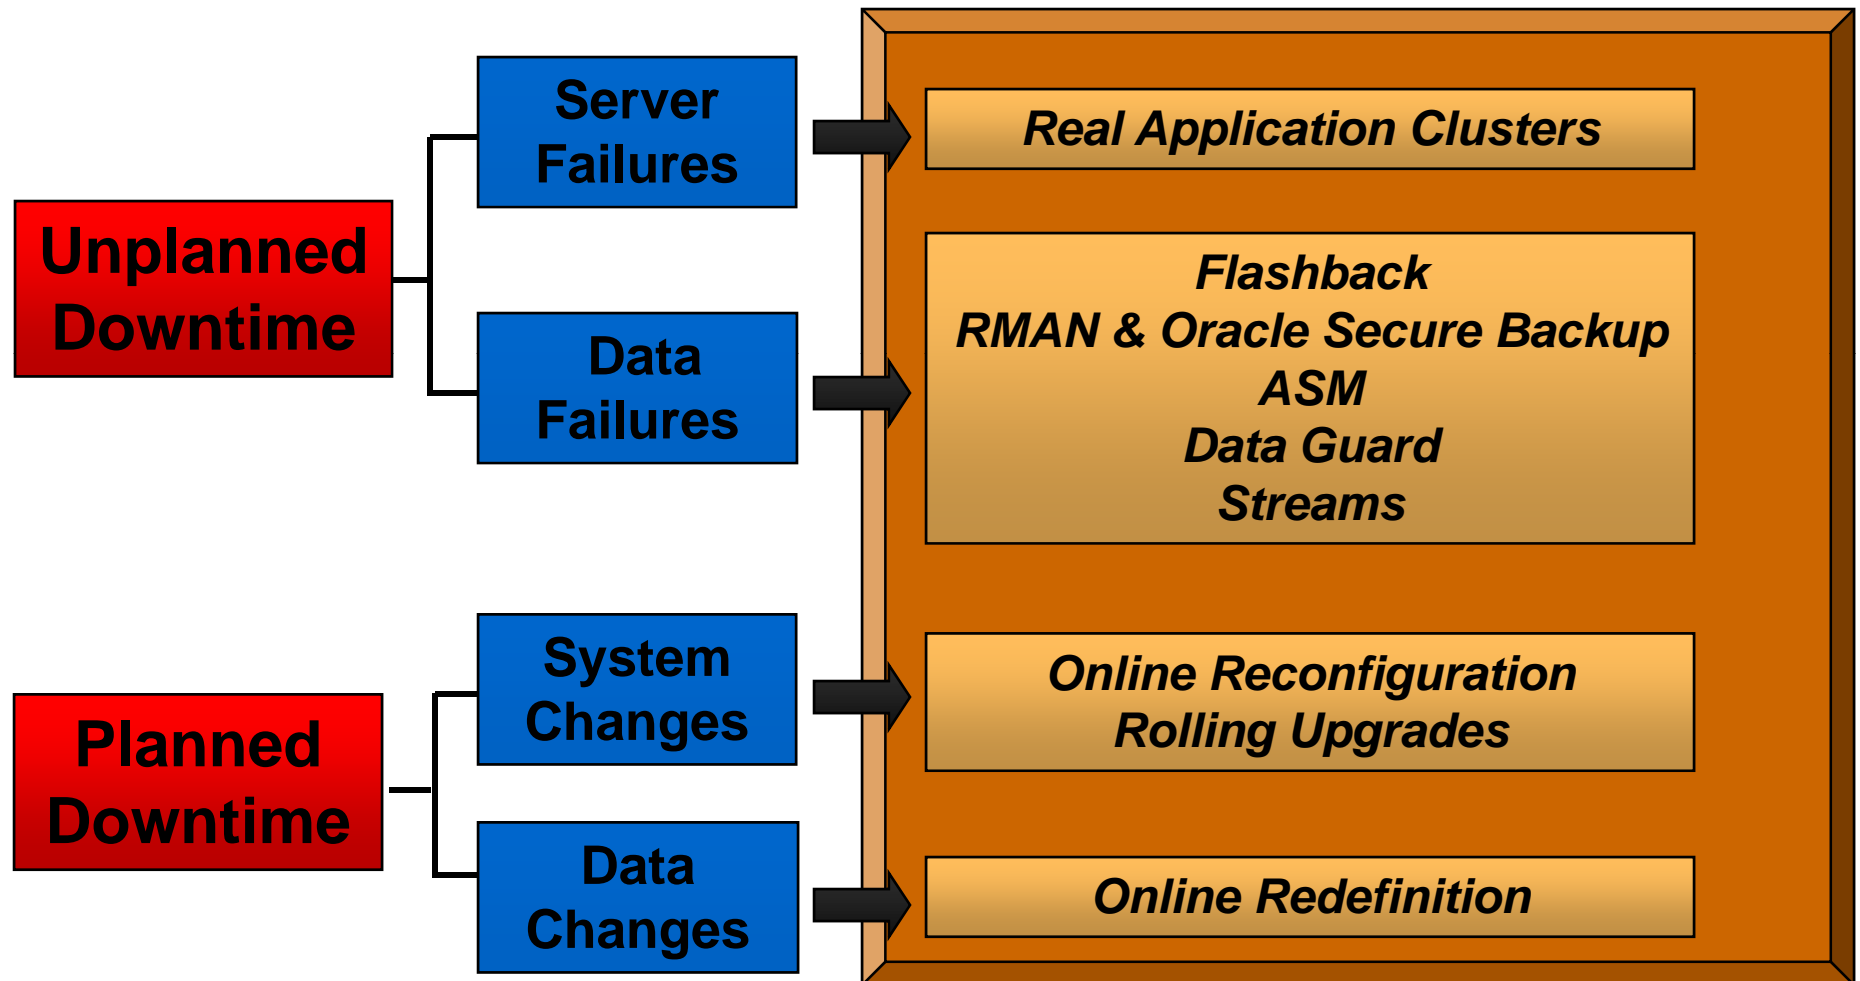 Unplanned
Downtime
Server
Failures
Real Application Clusters
Data
Failures
Flashback
RMAN & Oracle Secure Backup
ASM
Data Guard
Streams
Planned
Downtime
System
Changes
Online Reconfiguration
Rolling Upgrades
Data
Changes
Online Redefinition